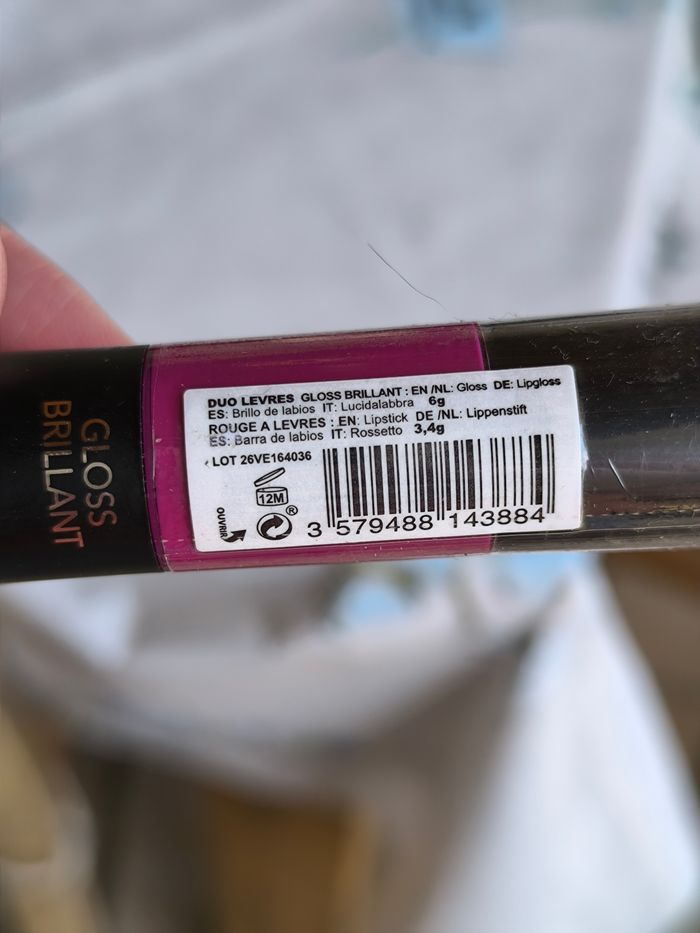 GLOSS
BRILLANT
DUO LEVRES GLOSS BRILLANT : EN /NL: Gloss DE: Lipgloss
ES: Brillo de labios IT: Lucidalabbra 6g
ROUGE A LEVRES : EN: Lipstick DE /NL: Lippenstift
ES: Barra de labios IT: Rossetto 3,4g
LOT 26VE164036
12M
OUVRIR
®
3 579488 143884